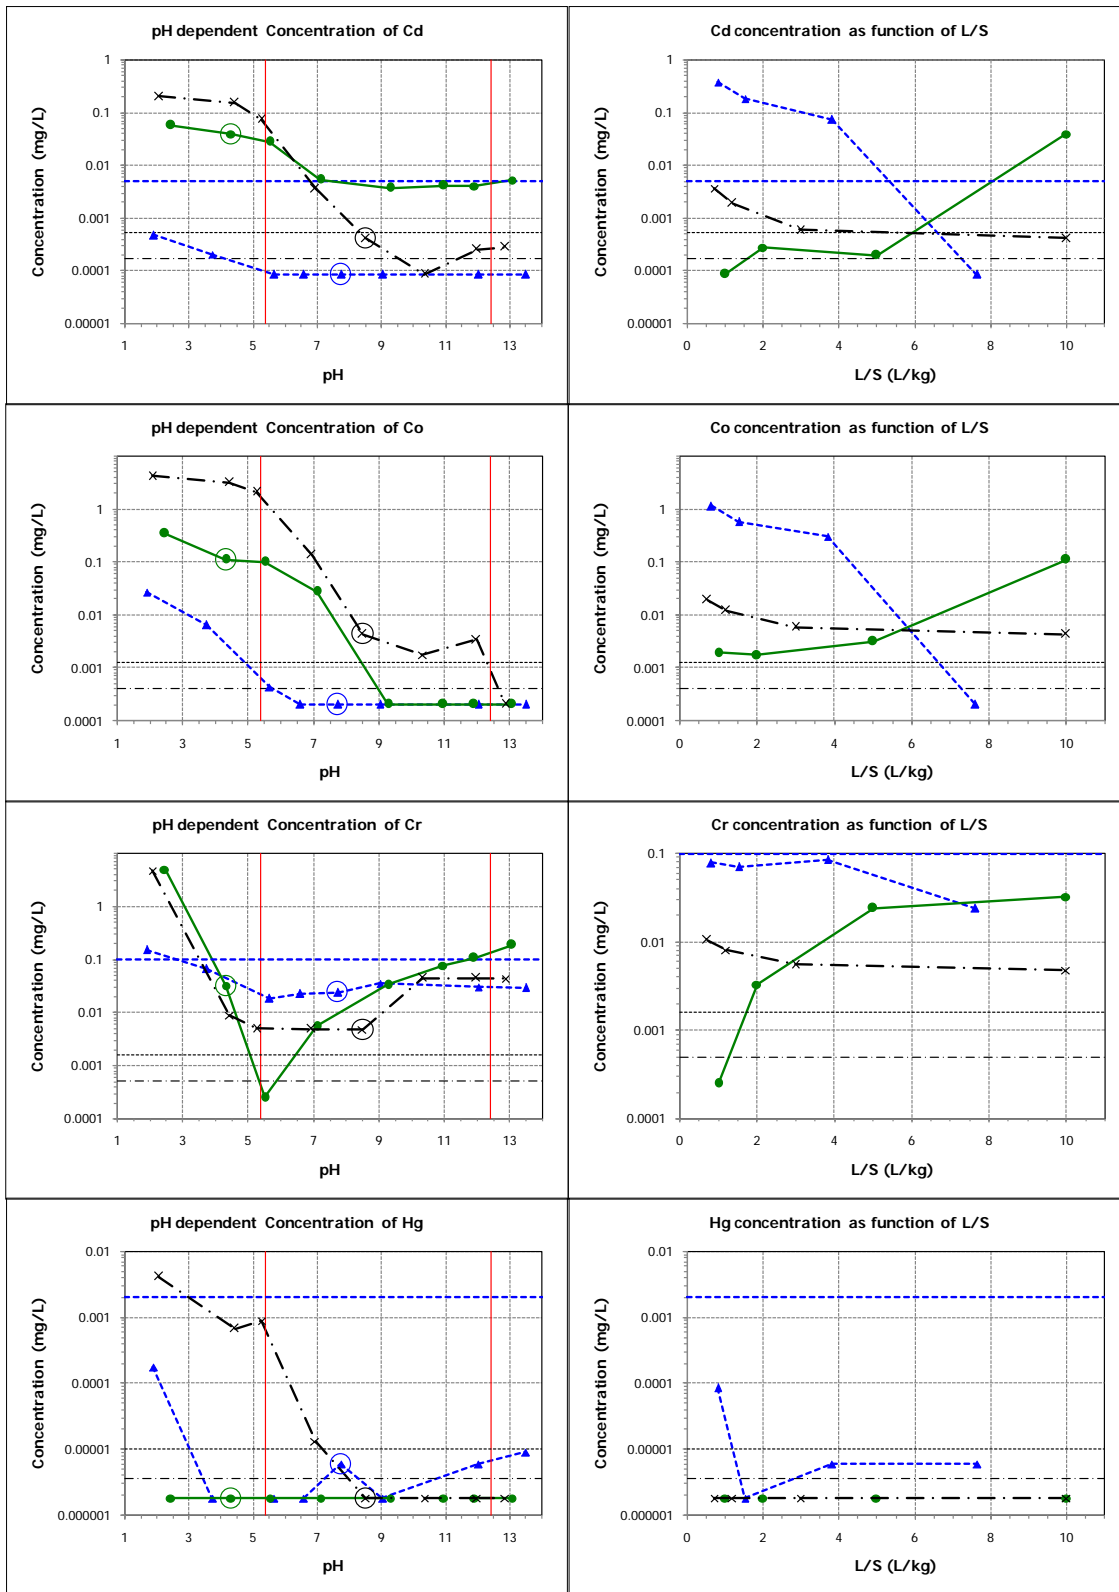 pH dependent Concentration of Cd
Concentration (mg/L)
1
0.1
0.01
0.001
0.0001
0.00001
1 3 5 7 9 11 13
pH
Cd concentration as function of L/S
Concentration (mg/L)
1
0.1
0.01
0.001
0.0001
0.00001
0 2 4 6 8 10
L/S (L/kg)
pH dependent Concentration of Co
Concentration (mg/L)
1
0.1
0.01
0.001
0.0001
1 3 5 7 9 11 13
pH
Co concentration as function of L/S
Concentration (mg/L)
1
0.1
0.01
0.001
0.0001
0 2 4 6 8 10
L/S (L/kg)
pH dependent Concentration of Cr
Concentration (mg/L)
1
0.1
0.01
0.001
0.0001
1 3 5 7 9 11 13
pH
Cr concentration as function of L/S
Concentration (mg/L)
0.1
0.01
0.001
0.0001
0 2 4 6 8 10
L/S (L/kg)
pH dependent Concentration of Hg
Concentration (mg/L)
0.01
0.001
0.0001
0.00001
0.000001
1 3 5 7 9 11 13
pH
Hg concentration as function of L/S
Concentration (mg/L)
0.01
0.001
0.0001
0.00001
0.000001
0 2 4 6 8 10
L/S (L/kg)